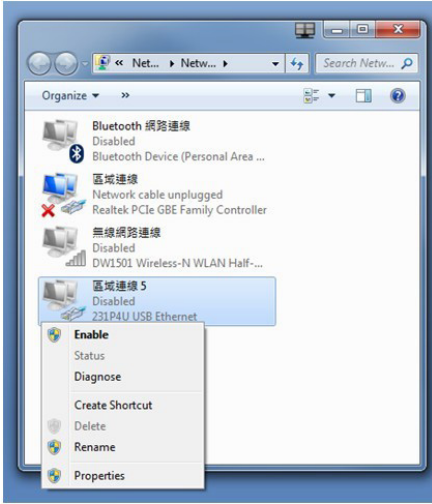 « Net... Netw...
Search Netw...
Organize »
Bluetooth 網路連線
Disabled
Bluetooth Device (Personal Area ...
區域連線
Network cable unplugged
Realtek PCIe GBE Family Controller
無線網路連線
Disabled
DW1501 Wireless-N WLAN Half-...
區域連線 5
Disabled
231P4U USB Ethernet
Enable
Status
Diagnose
Create Shortcut
Delete
Rename
Properties